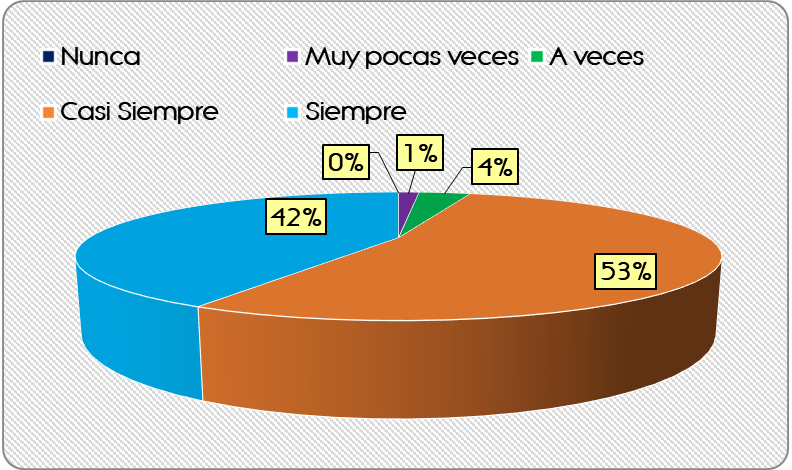 Nunca Muy pocas veces A veces
Casi Siempre Siempre
0% 1% 4%
42%
53%